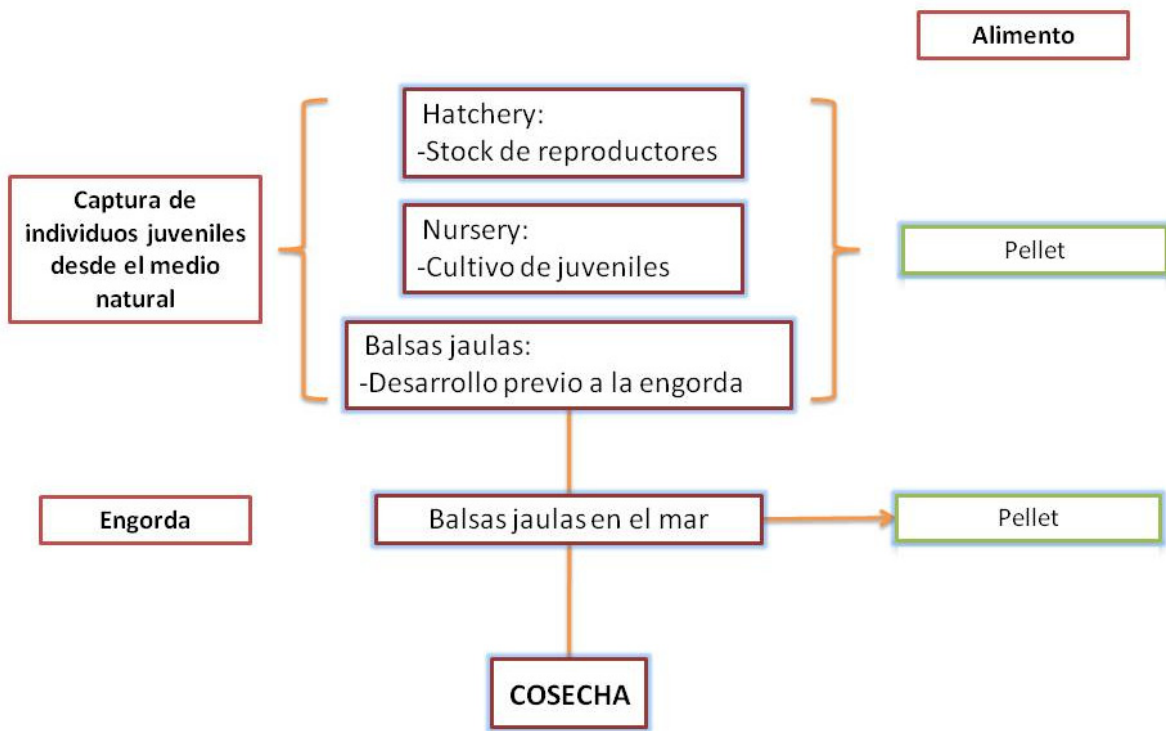 Alimento
Hatchery:
-Stock de reproductores
Captura de
individuos juveniles
desde el medio
natural
Nursery:
-Cultivo de juveniles
Pellet
Balsas jaulas:
-Desarrollo previo a la engorda
Engorda
Balsas jaulas en el mar
Pellet
COSECHA